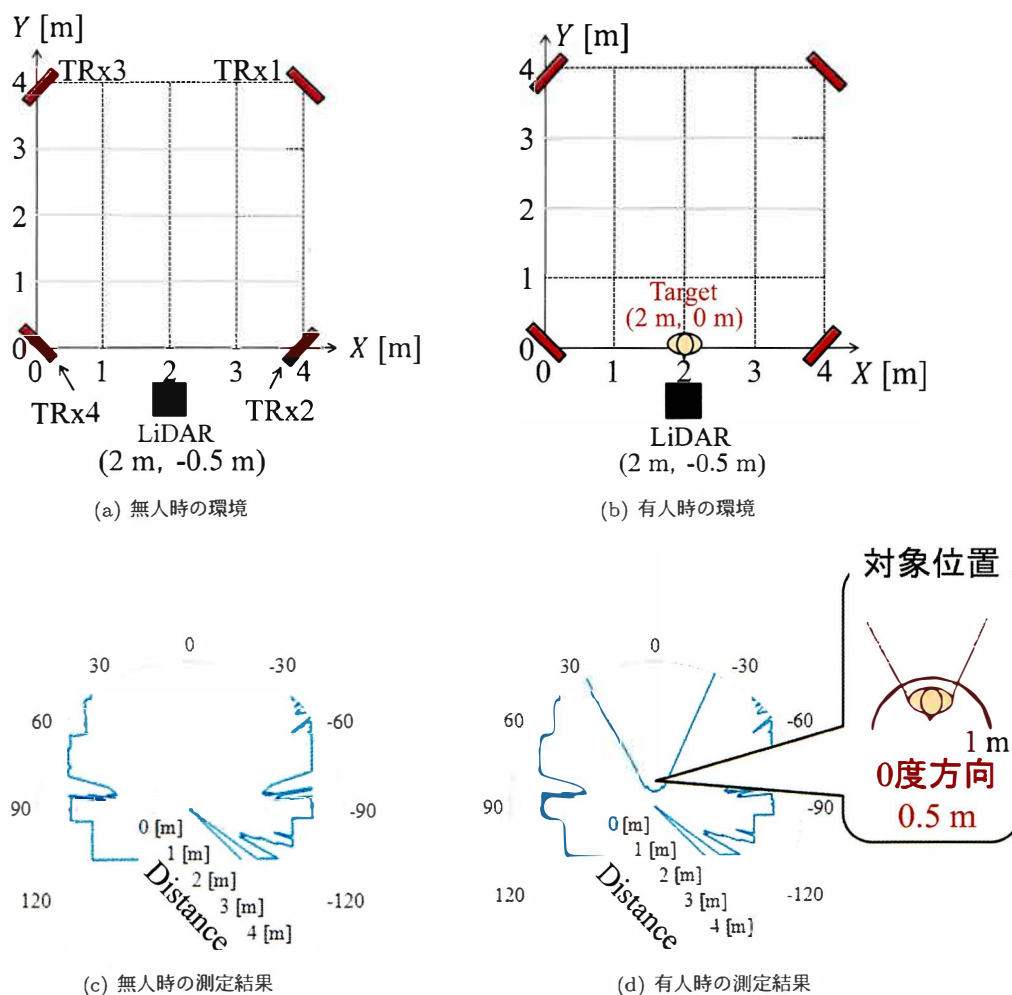 Y [m]
4
TRx3
TRx1
3
2
1
0
X [m]
0
1
2
3
4
TRx4
TRx2
LiDAR
(2 m, -0.5 m)
(a) 無人時の環境
Y [m]
4
3
2
1
Target
(2 m, 0 m)
0
0
1
2
3
4
X [m]
LiDAR
(2 m, -0.5 m)
(b) 有人時の環境
0
30
-30
60
-60
90
-90
120
-120
0 [m]
1 [m]
2 [m]
3 [m]
4 [m]
Distance
(c) 無人時の測定結果
0
30
-30
60
-60
90
-90
120
-120
0 [m]
1 [m]
2 [m]
3 [m]
4 [m]
Distance
対象位置
1 m
0度方向
0.5 m
(d) 有人時の測定結果